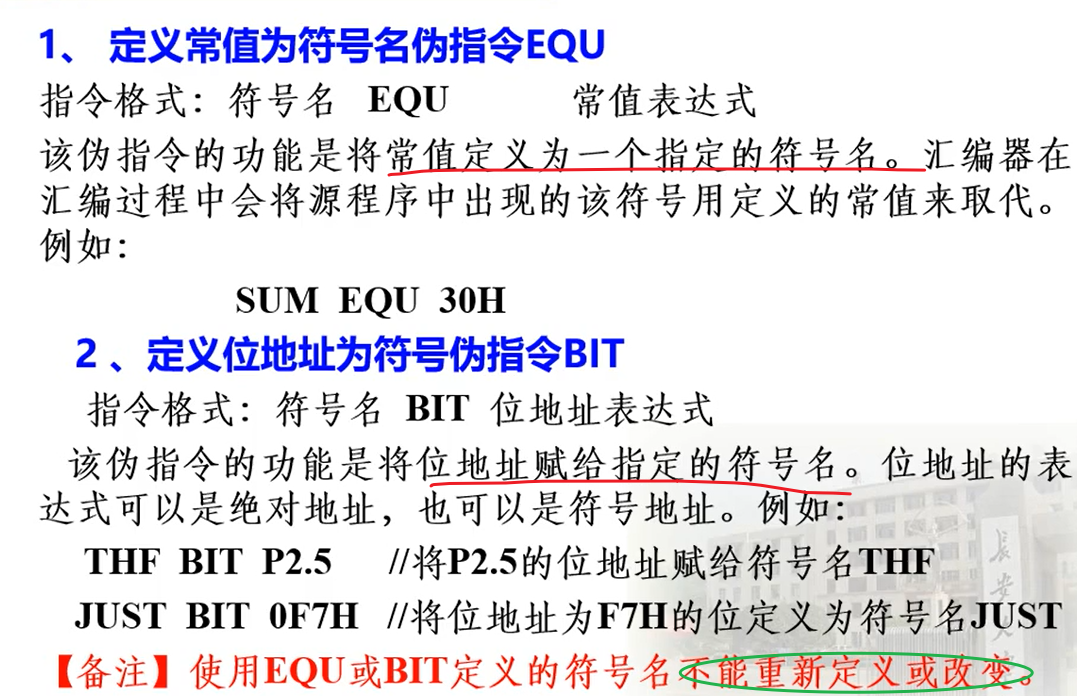 1、 定义常值为符号名伪指令EQU
指令格式：符号名 EQU 常值表达式
该伪指令的功能是将常值定义为一个指定的符号名。汇编器在
汇编过程中会将源程序中出现的该符号用定义的常值来取代。
例如：
SUM EQU 30H
2 、定义位地址为符号伪指令BIT
指令格式：符号名 BIT 位地址表达式
该伪指令的功能是将位地址赋给指定的符号名。位地址的表
达式可以是绝对地址，也可以是符号地址。例如：
THF BIT P2.5 //将P2.5的位地址赋给符号名THF
JUST BIT 0F7H //将位地址为F7H的位定义为符号名JUST
【备注】使用EQU或BIT定义的符号名不能重新定义或改变。
长安大